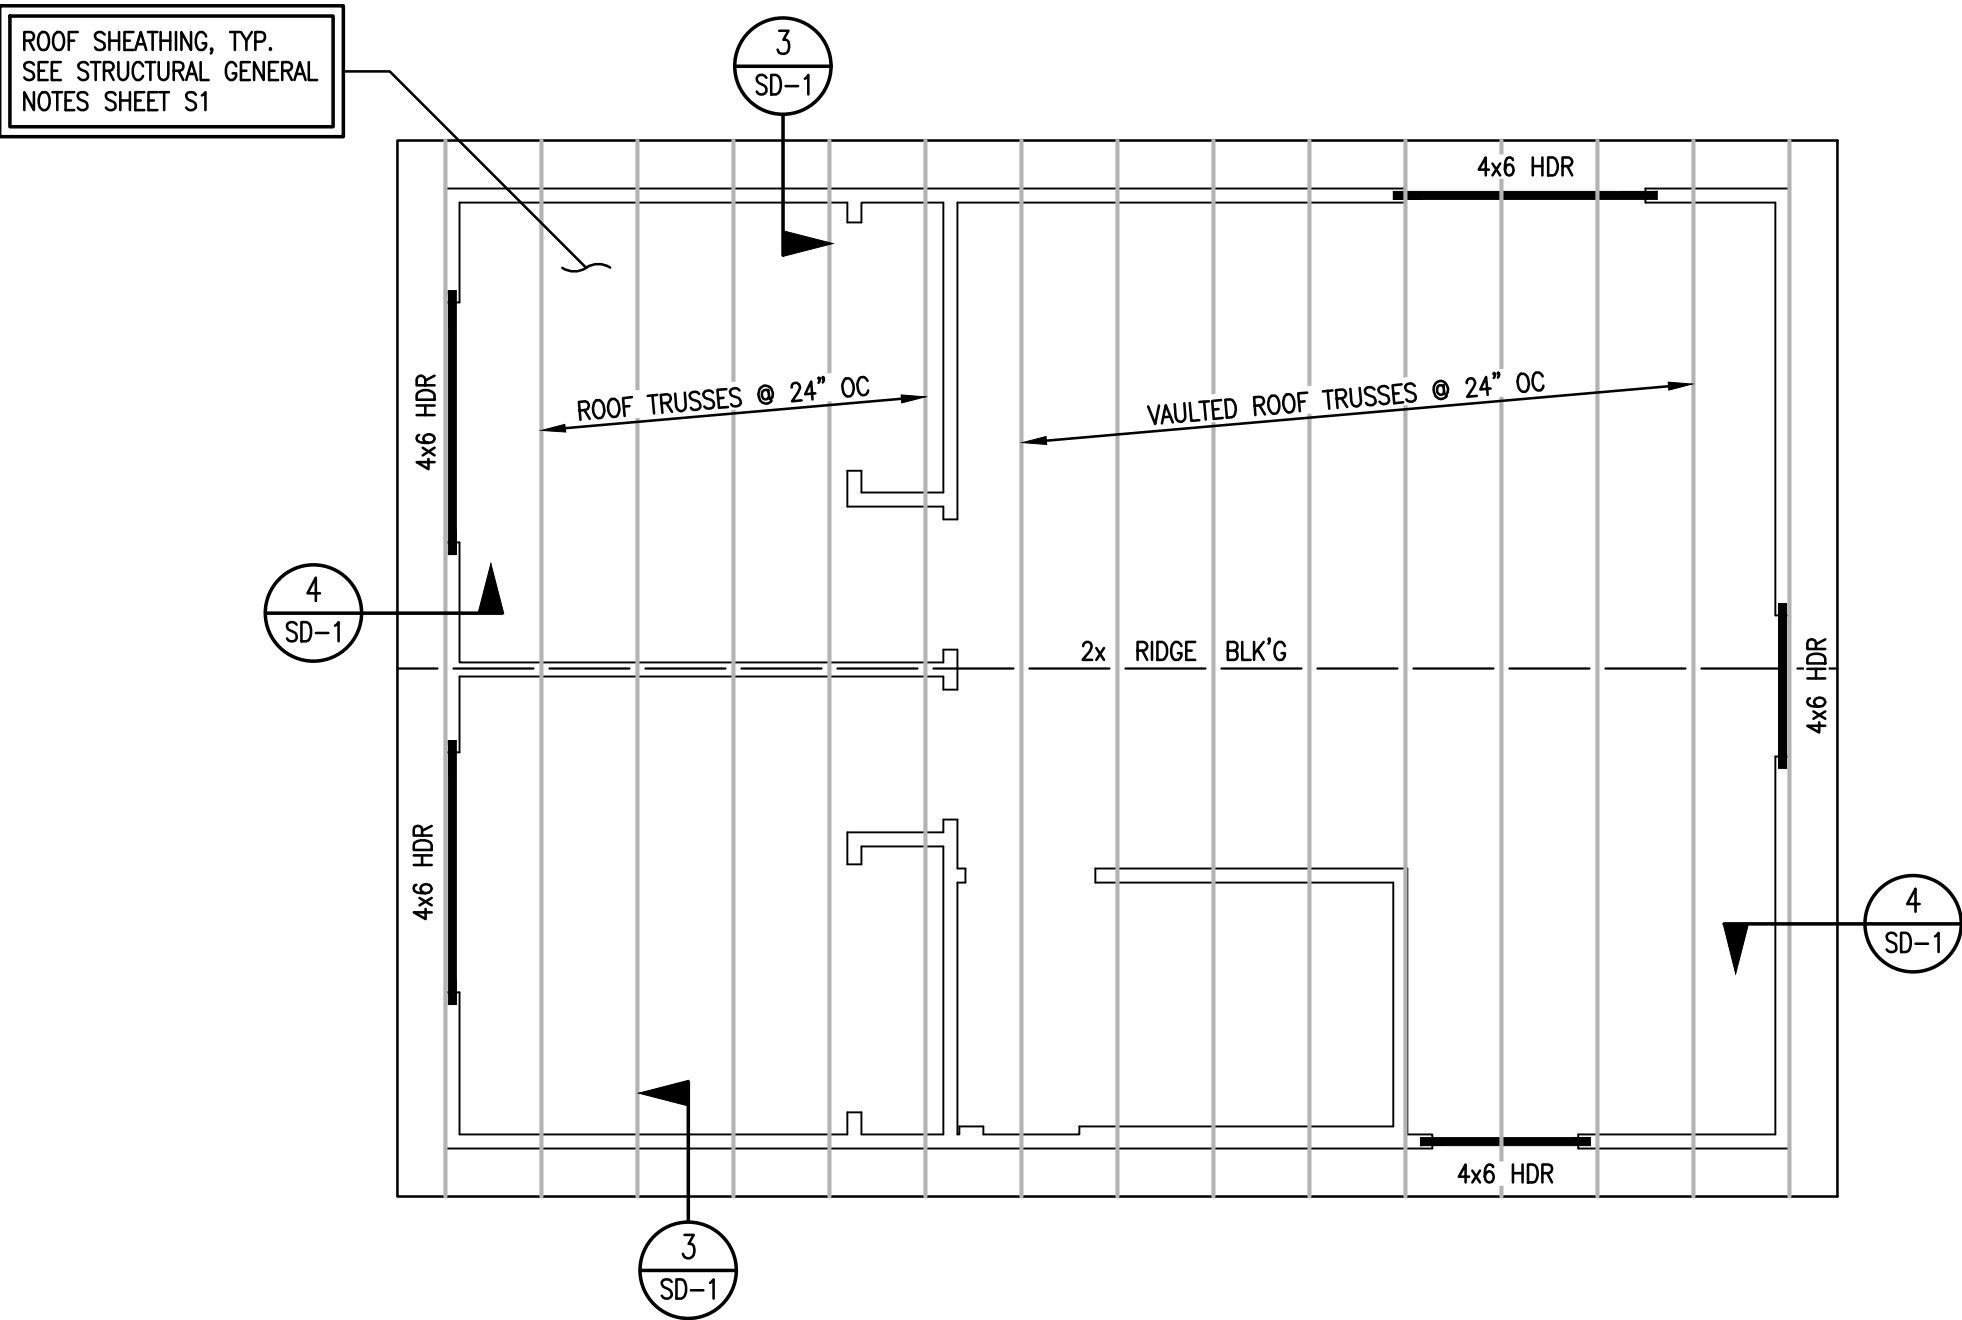 ROOF SHEATHING, TYP.
SEE STRUCTURAL GENERAL
NOTES SHEET S1
3
SD-1
4x6 HDR
4x6 HDR
ROOF TRUSSES @ 24" OC
VAULTED ROOF TRUSSES @ 24" OC
4
SD-1
2x RIDGE BLK'G
4x6 HDR
4x6 HDR
4
SD-1
4x6 HDR
3
SD-1